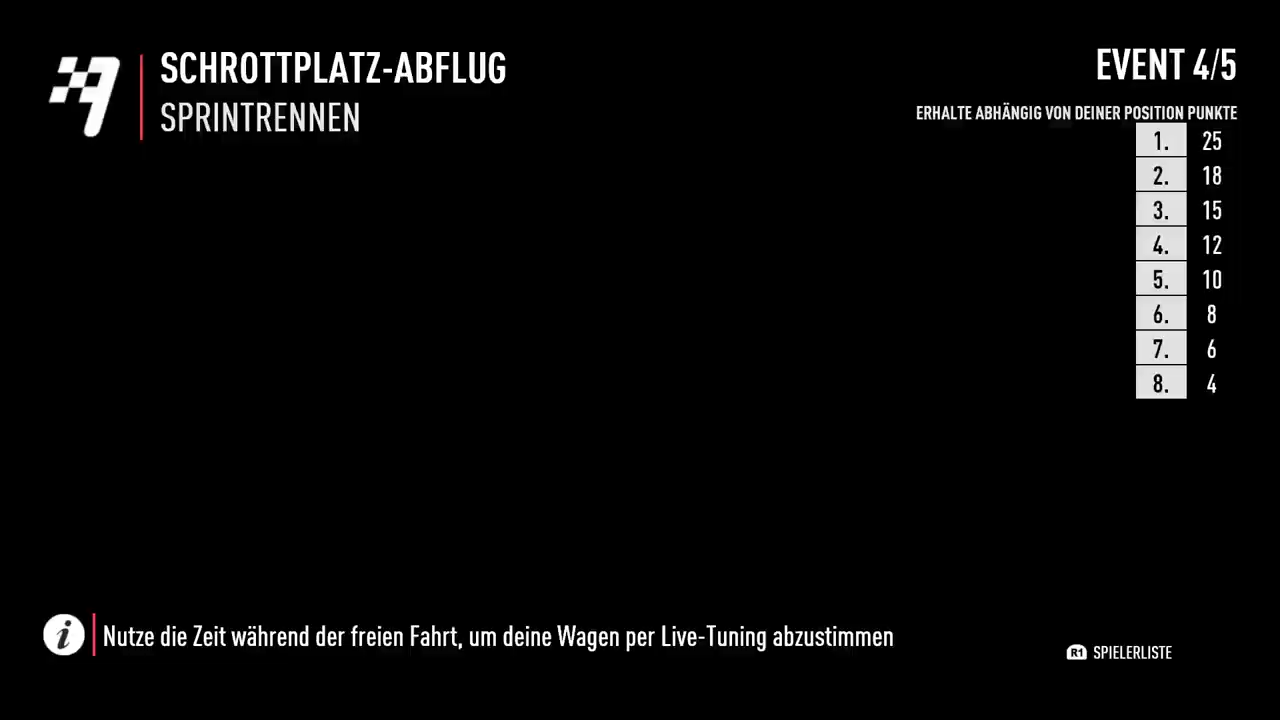 SCHROTTPLATZ-ABFLUG
SPRINTRENNEN
EVENT 4/5
ERHALTE ABHÄNGIG VON DEINER POSITION PUNKTE
1. 25
2. 18
3. 15
4. 12
5. 10
6. 8
7. 6
8. 4
Nutze die Zeit während der freien Fahrt, um deine Wagen per Live-Tuning abzustimmen
R1 SPIELERLISTE